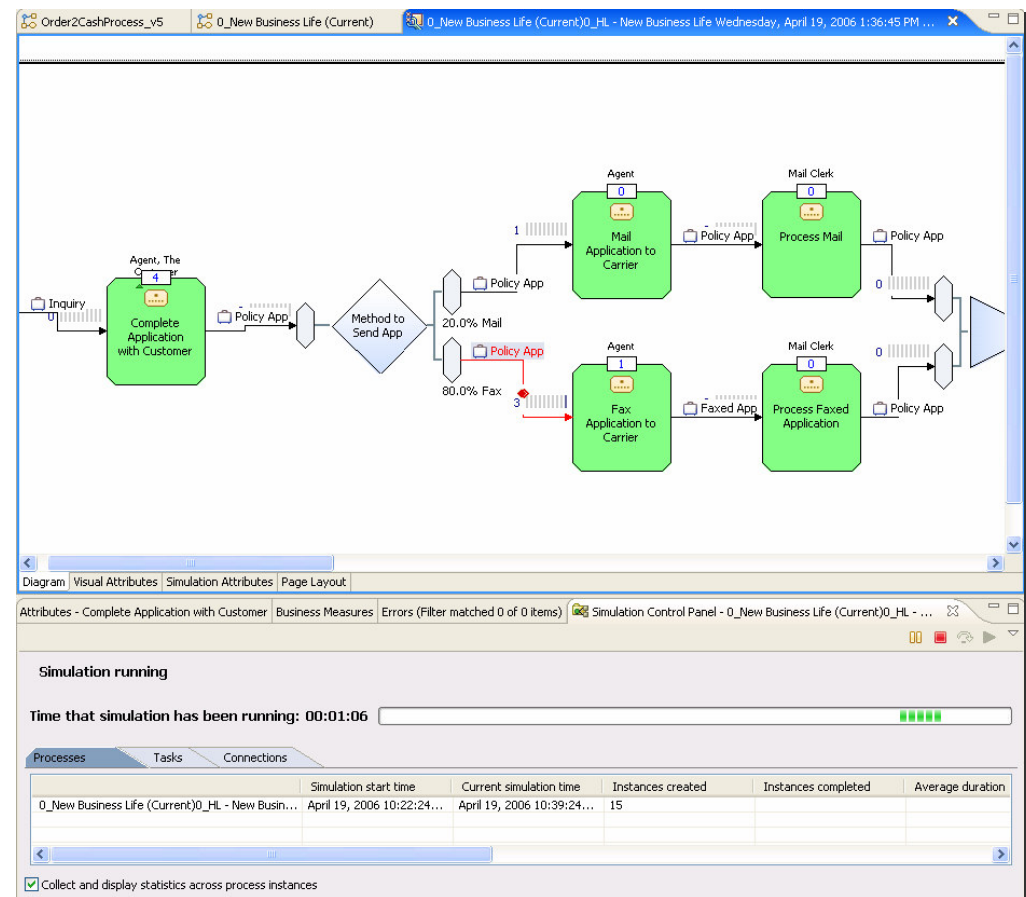 Order2CashProcess_v5
0_New Business Life (Current)
0_New Business Life (Current)0_HL - New Business Life Wednesday, April 19, 2006 1:36:45 PM ...
Agent
0
Mail
Application to
Carrier
Mail Clerk
0
Process Mail
1
Policy App
Policy App
Agent, The
4
Complete
Application
with Customer
Inquiry
0
Policy App
Method to
Send App
Policy App
20.0% Mail
0
Policy App
80.0% Fax
3
Agent
1
Fax
Application to
Carrier
Faxed App
Mail Clerk
0
Process Faxed
Application
0
Policy App
Diagram Visual Attributes Simulation Attributes Page Layout
Attributes - Complete Application with Customer Business Measures Errors (Filter matched 0 of 0 items) Simulation Control Panel - 0_New Business Life (Current)0_HL - ...
Simulation running
Time that simulation has been running: 00:01:06
Processes Tasks Connections
Simulation start time Current simulation time Instances created Instances completed Average duration
0_New Business Life (Current)0_HL - New Busin... April 19, 2006 10:22:24... April 19, 2006 10:39:24... 15
Collect and display statistics across process instances